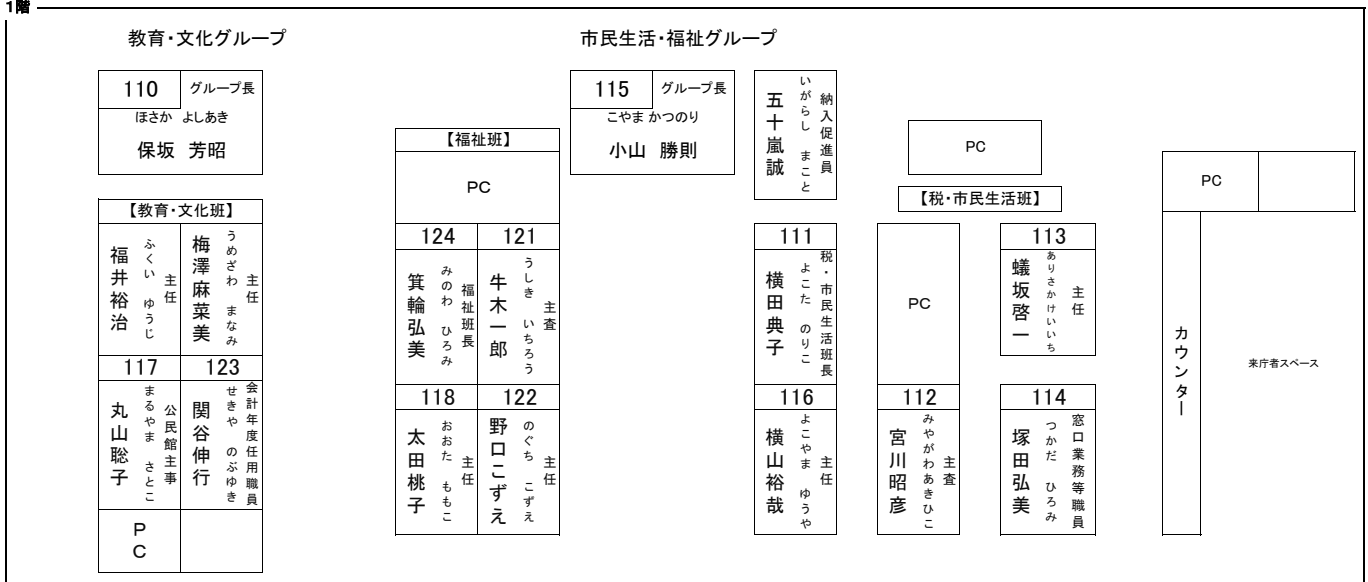 1階
教育・文化グループ
110
グループ長
ほさか よしあき
保坂 芳昭
【教育・文化班】
主任
うめざわ まなみ
梅澤麻菜美
主任
ふくい ゆうじ
福井裕治
117
123
会計年度任用職員
せきや のぶゆき
関谷伸行
公民館主事
まるやま さとこ
丸山聡子
PC
市民生活・福祉グループ
【福祉班】
PC
124
121
主査
うしき いちろう
牛木一郎
福祉班長
みのわ ひろみ
箕輪弘美
118
122
主任
のぐち こずえ
野口こずえ
主任
おおた ももこ
太田桃子
115
グループ長
こやま かつのり
小山 勝則
納入促進員
いがらし まこと
五十嵐誠
PC
【税・市民生活班】
111
税・市民生活班長
よこた のりこ
横田典子
116
主任
よこやま ゆうや
横山裕哉
PC
112
主査
みやがわあきひこ
宮川昭彦
113
主任
ありさかけいいち
蟻坂啓一
114
窓口業務等職員
つかだ ひろみ
塚田弘美
PC
カウンター
来庁者スペース